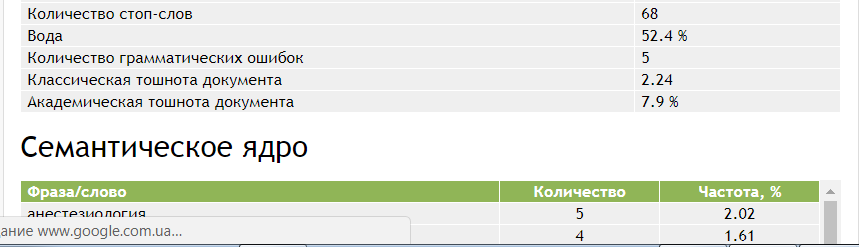 Количество стоп-слов 68
Вода 52.4 %
Количество грамматических ошибок 5
Классическая тошнота документа 2.24
Академическая тошнота документа 7.9 %
Семантическое ядро
Фраза/слово Количество Частота, %
анестезиология 5 2.02
4 1.61
дание www.google.com.ua...